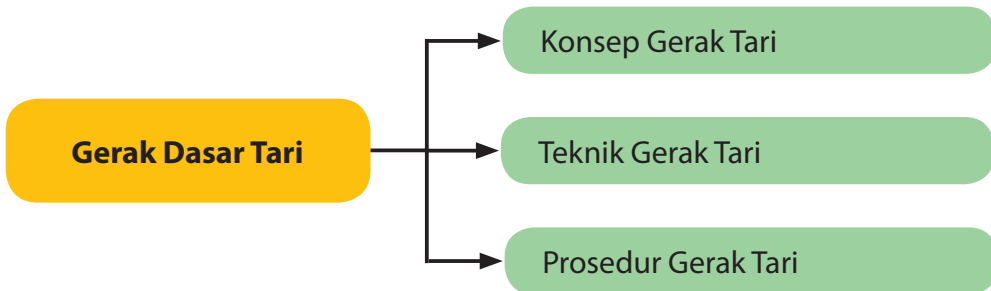 Konsep Gerak Tari
Gerak Dasar Tari
Teknik Gerak Tari
Prosedur Gerak Tari